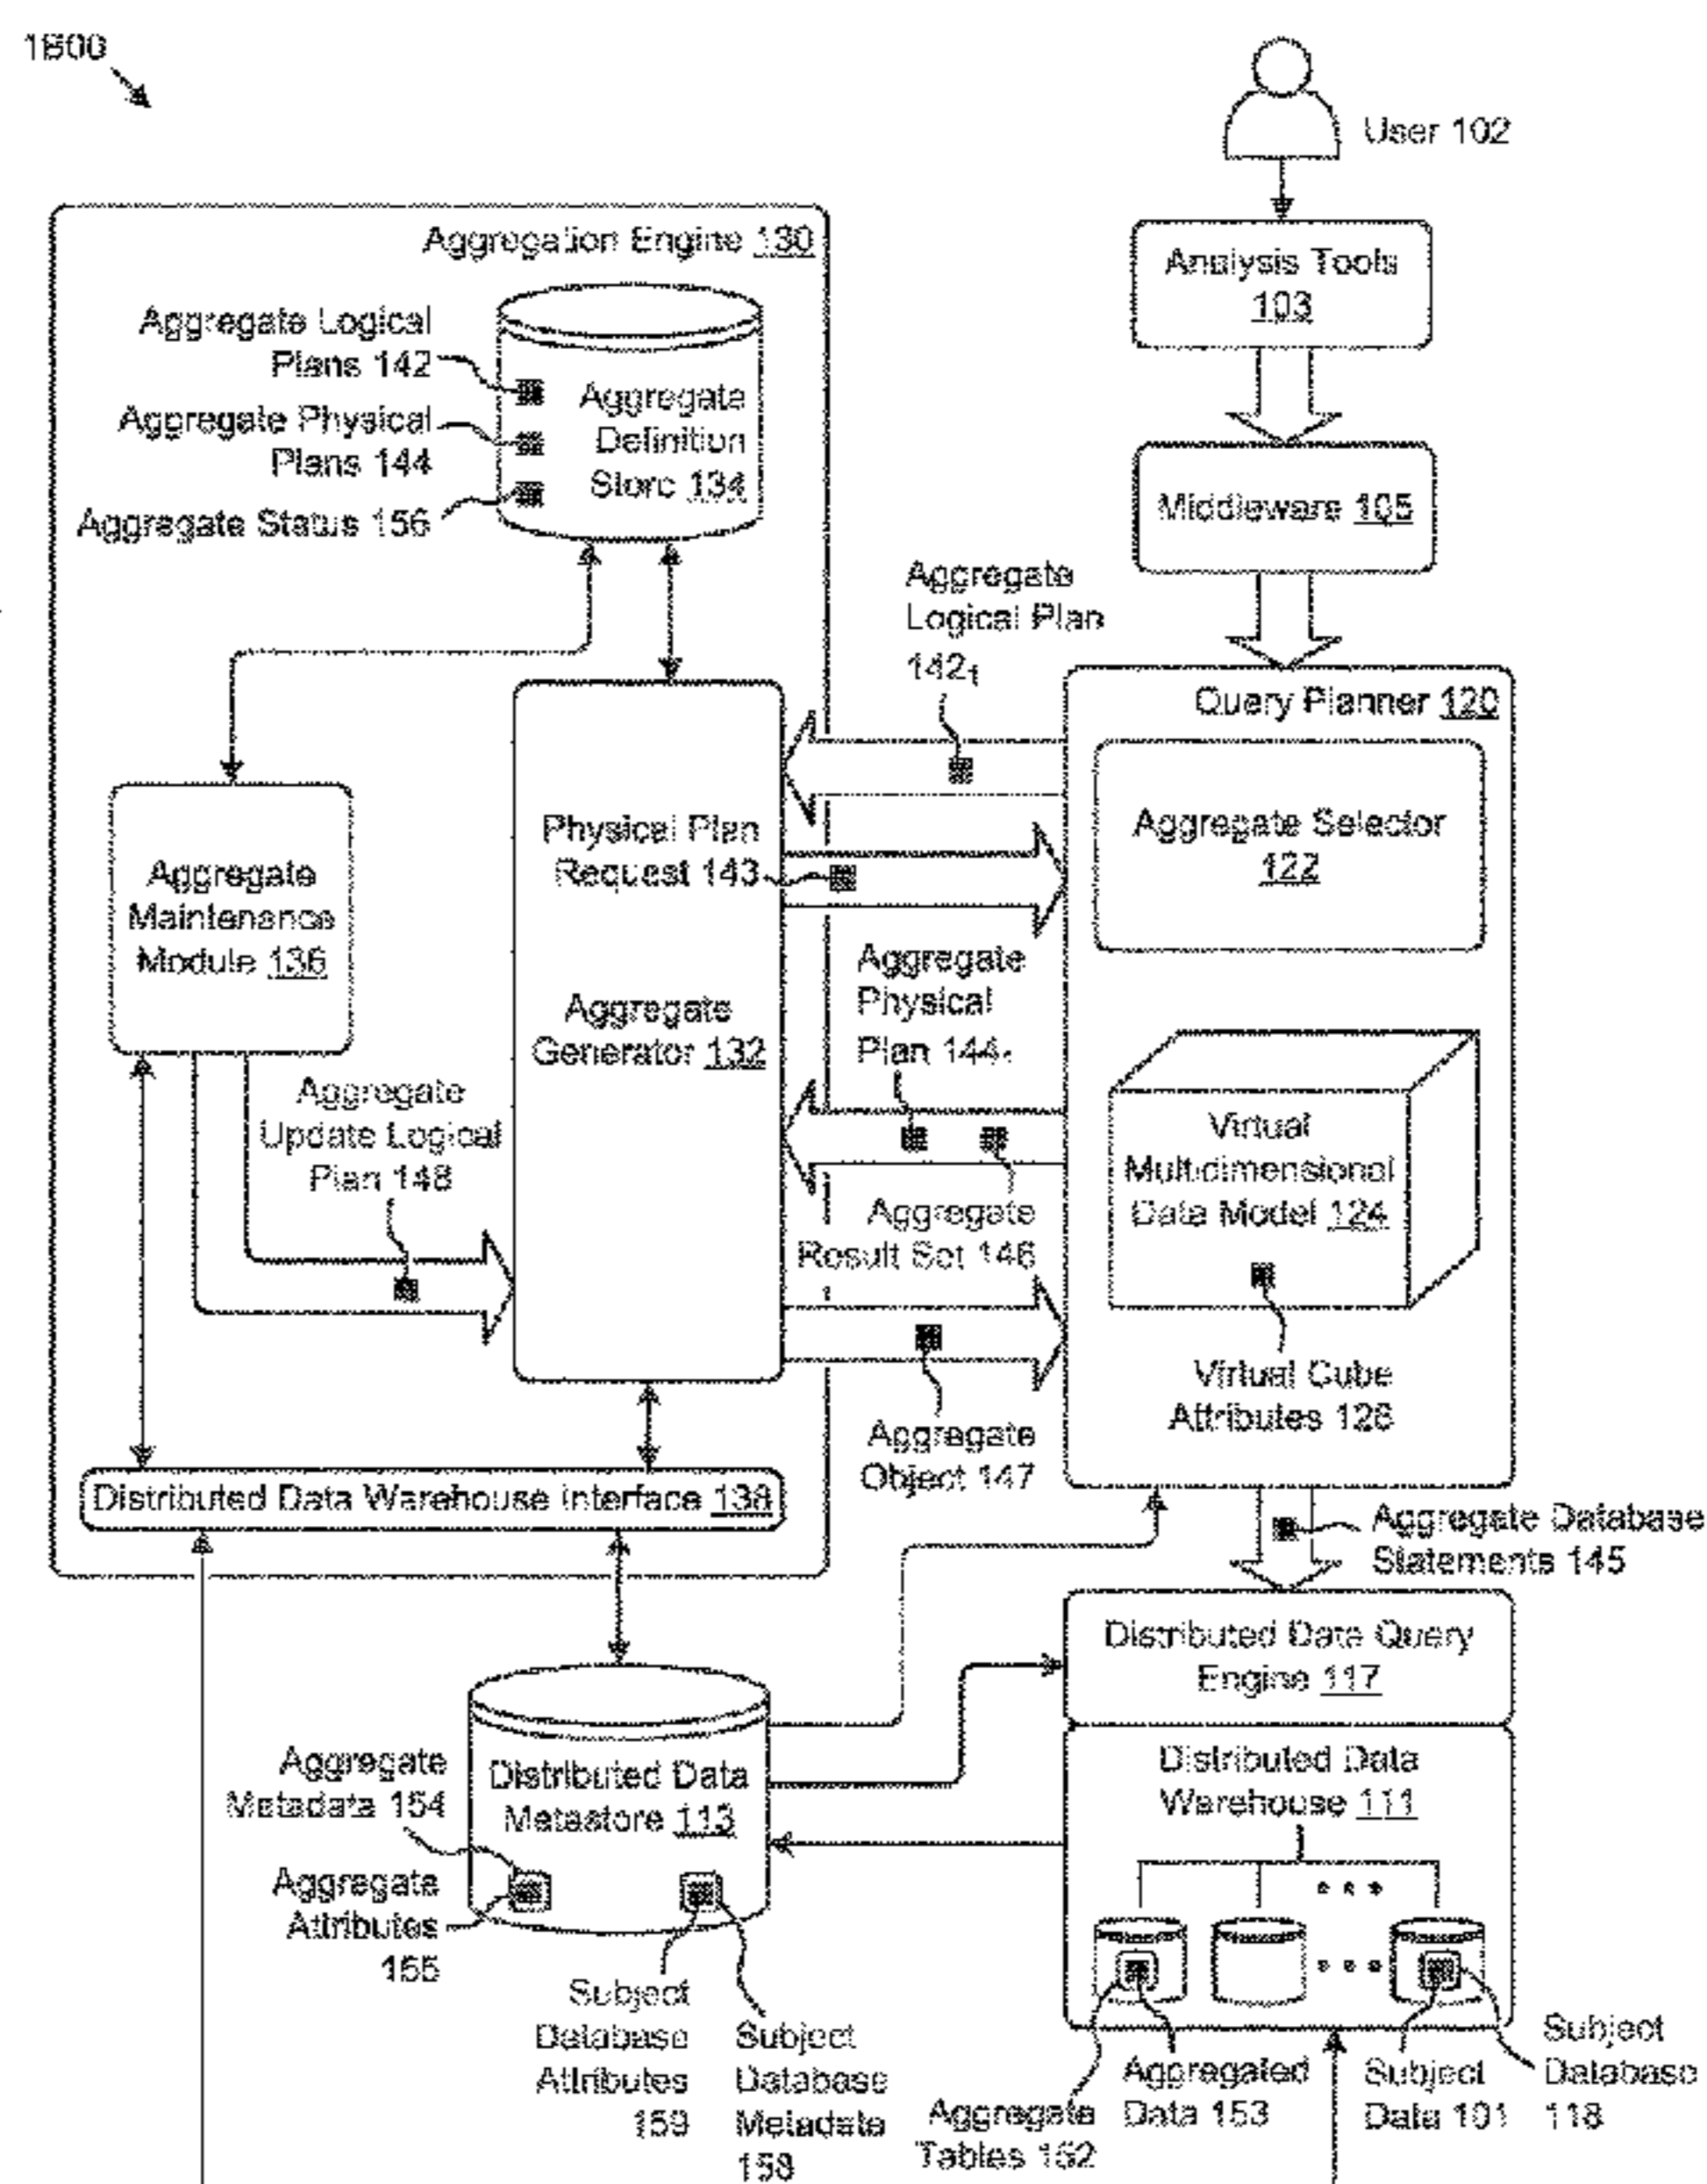 User 102
Aggregation Engine 130
Analysis Tools
103
Aggregate Logical
Plans 142
Aggregate Physical
Plans 144
Aggregate Status 156
Aggregate
Definition
Store 134
Middleware 105
Aggregate
Logical Plan
142₁
Query Planner 120
Aggregate Selector
122
Physical Plan
Request 143
Aggregate
Maintenance
Module 136
Aggregate
Physical
Plan 144₁
Aggregate
Generator 132
Aggregate
Update Logical
Plan 148
Virtual
Multidimensional
Data Model 124
Aggregate
Result Set 146
Virtual Cube
Attributes 126
Aggregate
Object 147
Distributed Data Warehouse Interface 138
Aggregate Database
Statements 145
Distributed Data Query
Engine 117
Distributed Data
Metastore 113
Distributed Data
Warehouse 111
Aggregate
Metadata 154
Aggregate
Attributes
155
Subject
Database
Attributes
159
Subject
Database
Metadata
158
Aggregate
Tables 152
Aggregated
Data 153
Subject
Data 101
Subject
Database
118